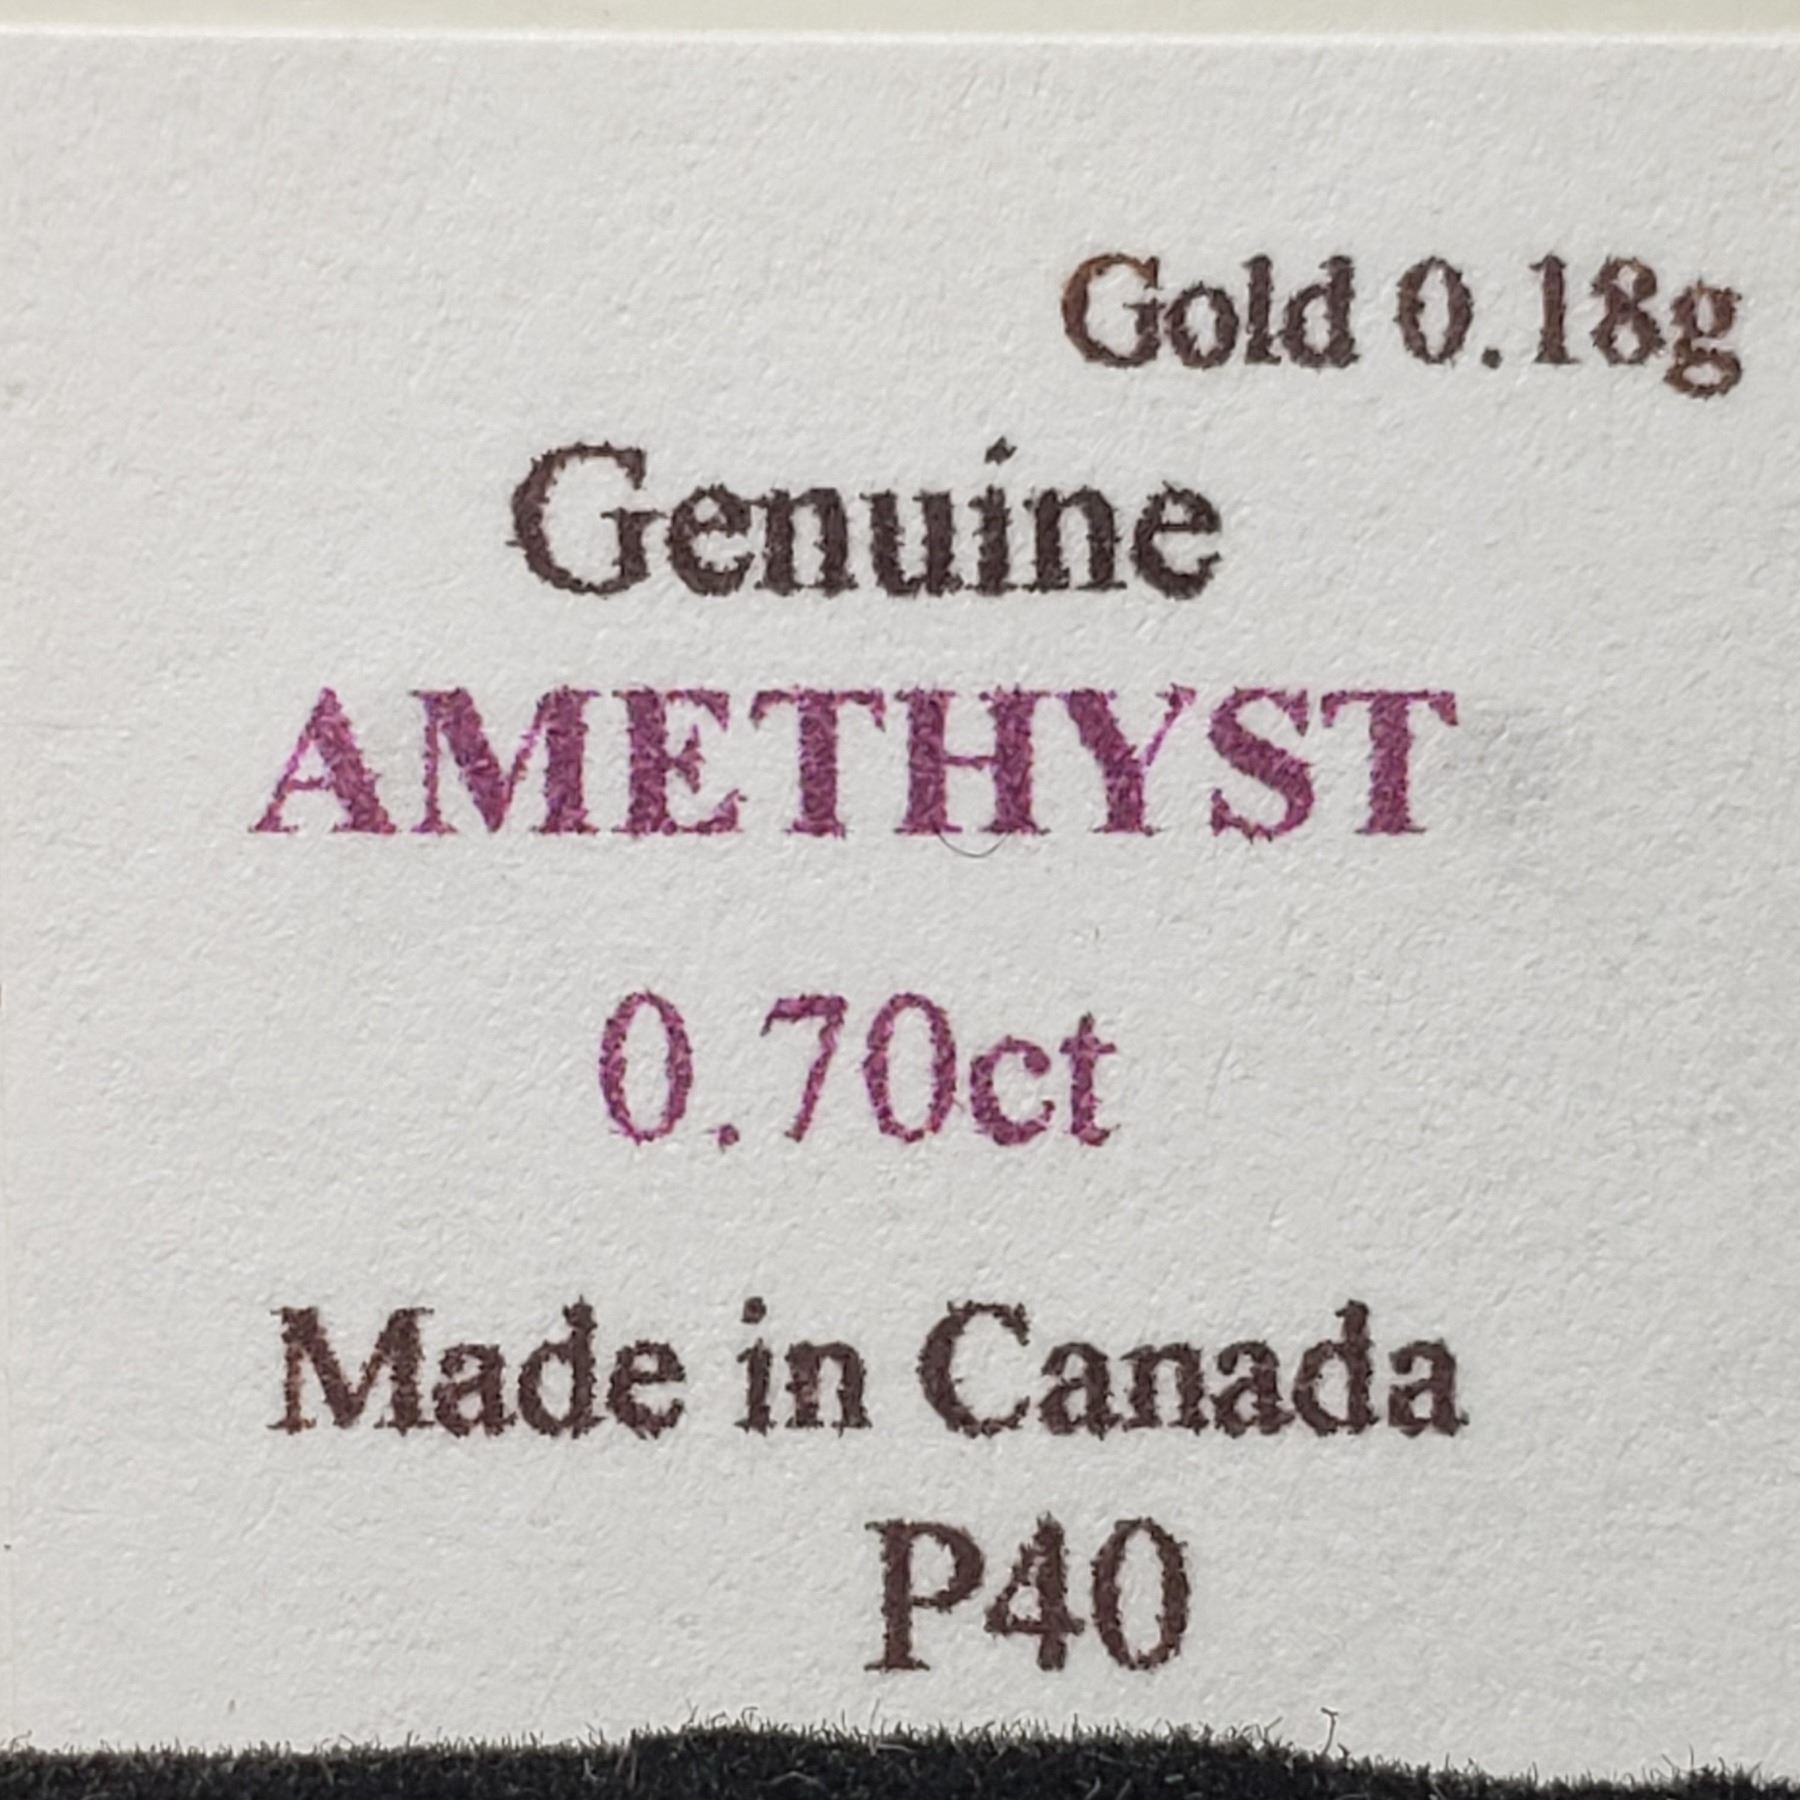 Gold 0.18g
Genuine
AMETHYST
0.70ct
Made in Canada
P40